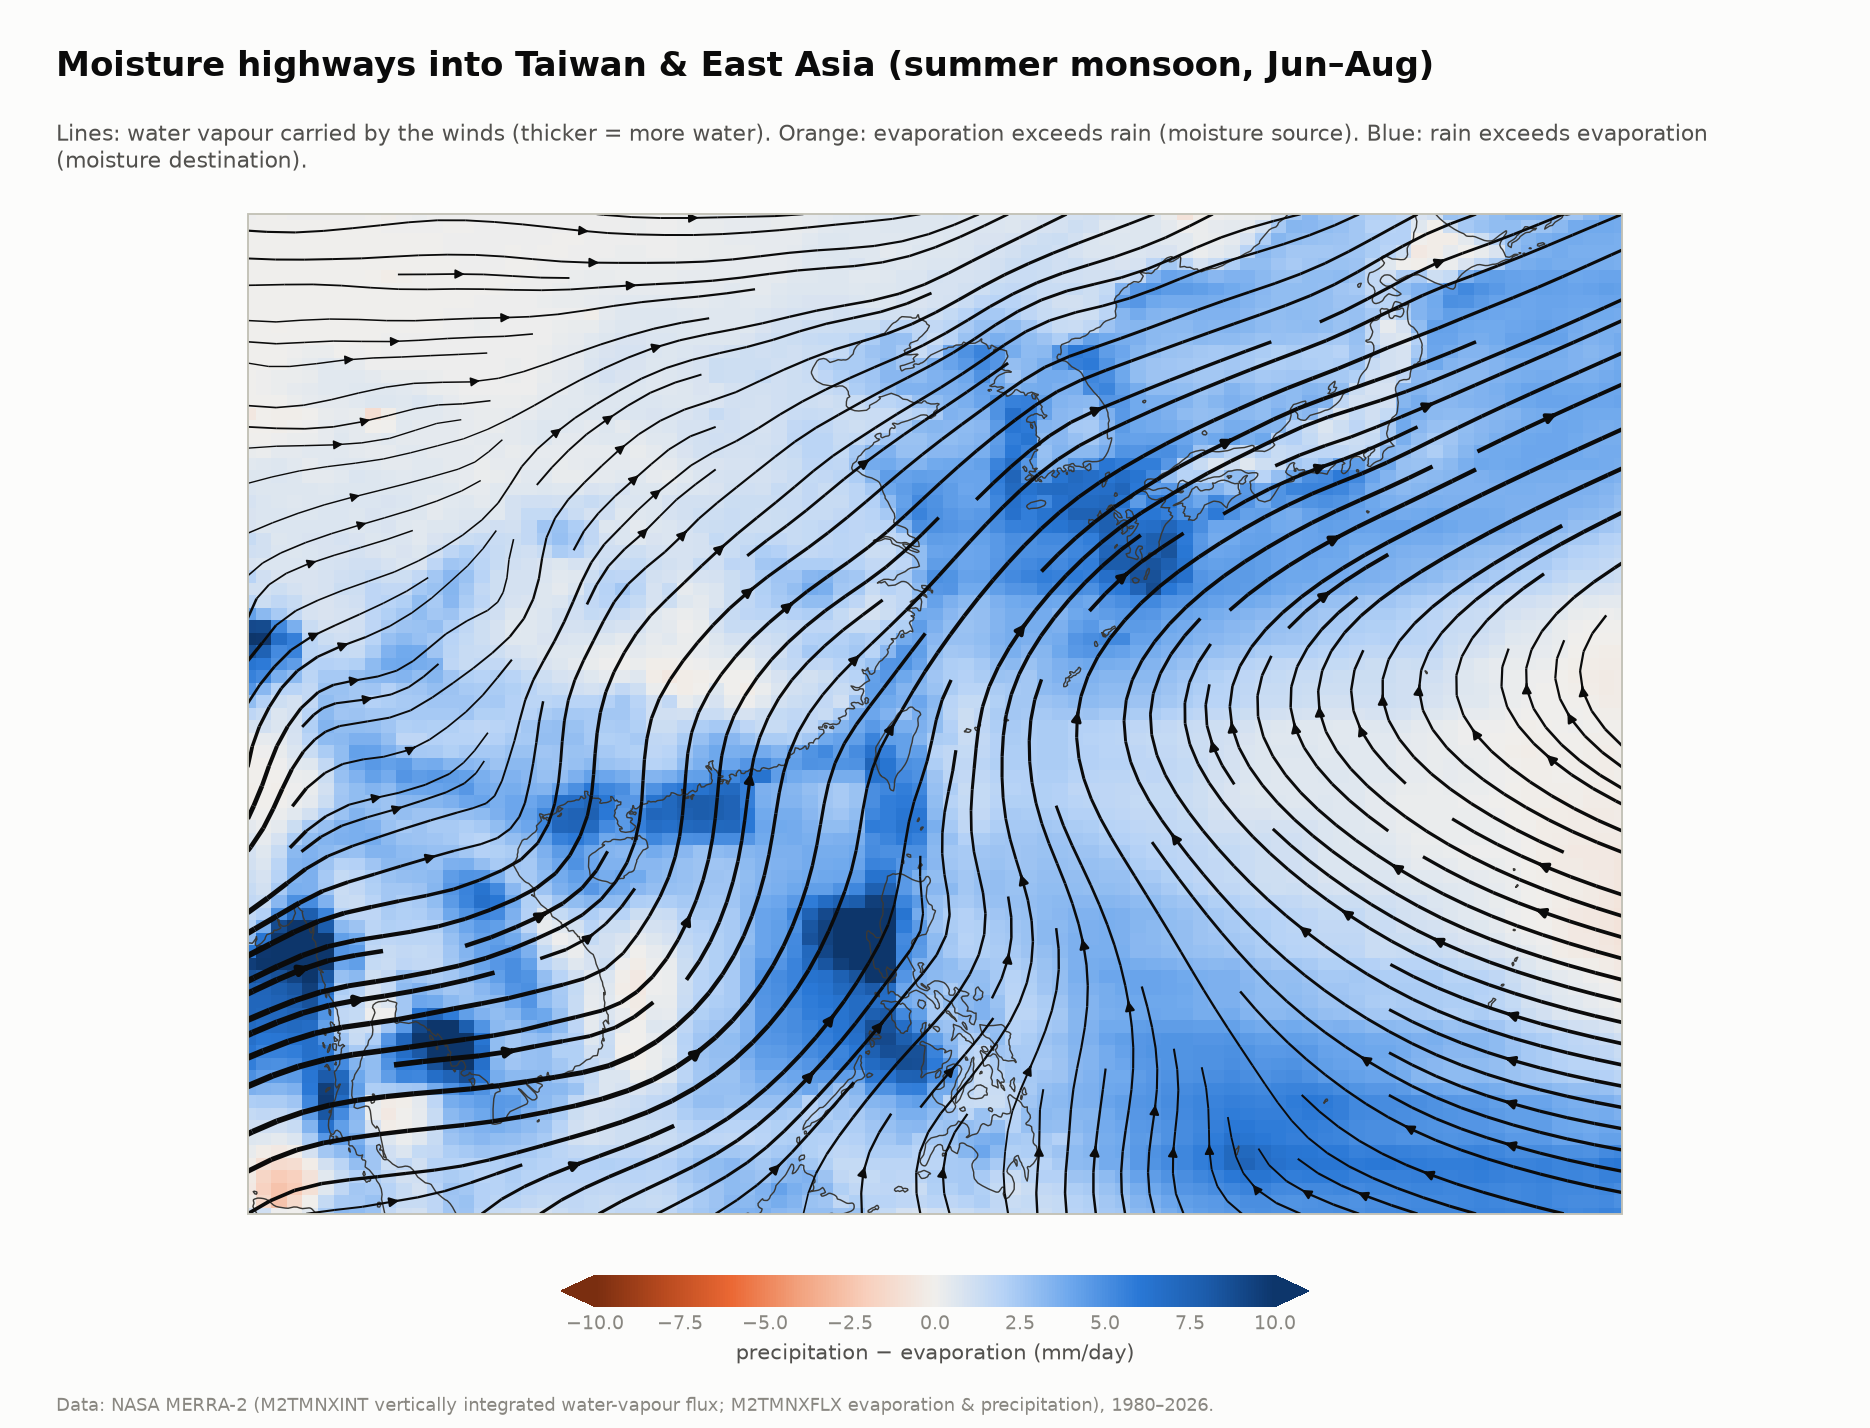 Moisture highways into Taiwan & East Asia (summer monsoon, Jun–Aug)
Lines: water vapour carried by the winds (thicker = more water). Orange: evaporation exceeds rain (moisture source). Blue: rain exceeds evaporation
(moisture destination).
−10.0 −7.5 −5.0 −2.5 0.0 2.5 5.0 7.5 10.0
precipitation − evaporation (mm/day)
Data: NASA MERRA-2 (M2TMNXINT vertically integrated water-vapour flux; M2TMNXFLX evaporation & precipitation), 1980–2026.